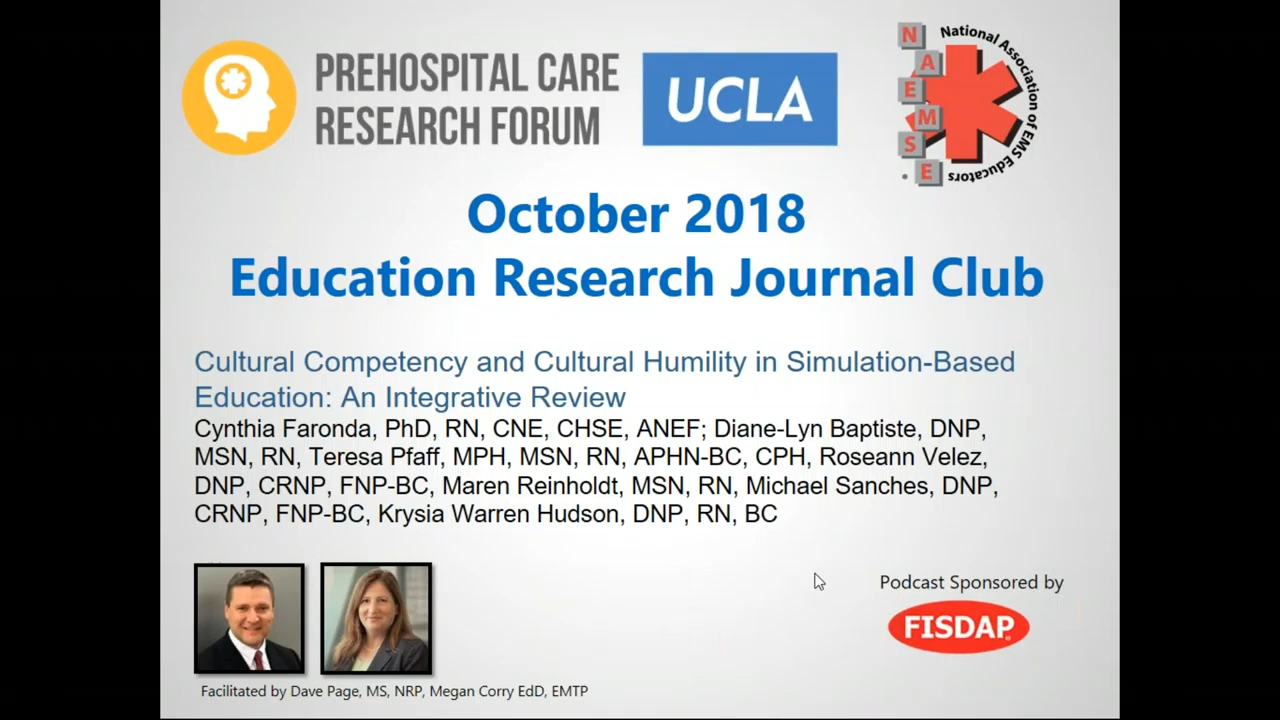 PREHOSPITAL CARE
RESEARCH FORUM
UCLA
NAEMSE
National Association of EMS Educators
October 2018
Education Research Journal Club
Cultural Competency and Cultural Humility in Simulation-Based
Education: An Integrative Review
Cynthia Faronda, PhD, RN, CNE, CHSE, ANEF; Diane-Lyn Baptiste, DNP,
MSN, RN, Teresa Pfaff, MPH, MSN, RN, APHN-BC, CPH, Roseann Velez,
DNP, CRNP, FNP-BC, Maren Reinholdt, MSN, RN, Michael Sanches, DNP,
CRNP, FNP-BC, Krysia Warren Hudson, DNP, RN, BC
Podcast Sponsored by
FISDAP
Facilitated by Dave Page, MS, NRP, Megan Corry EdD, EMTP